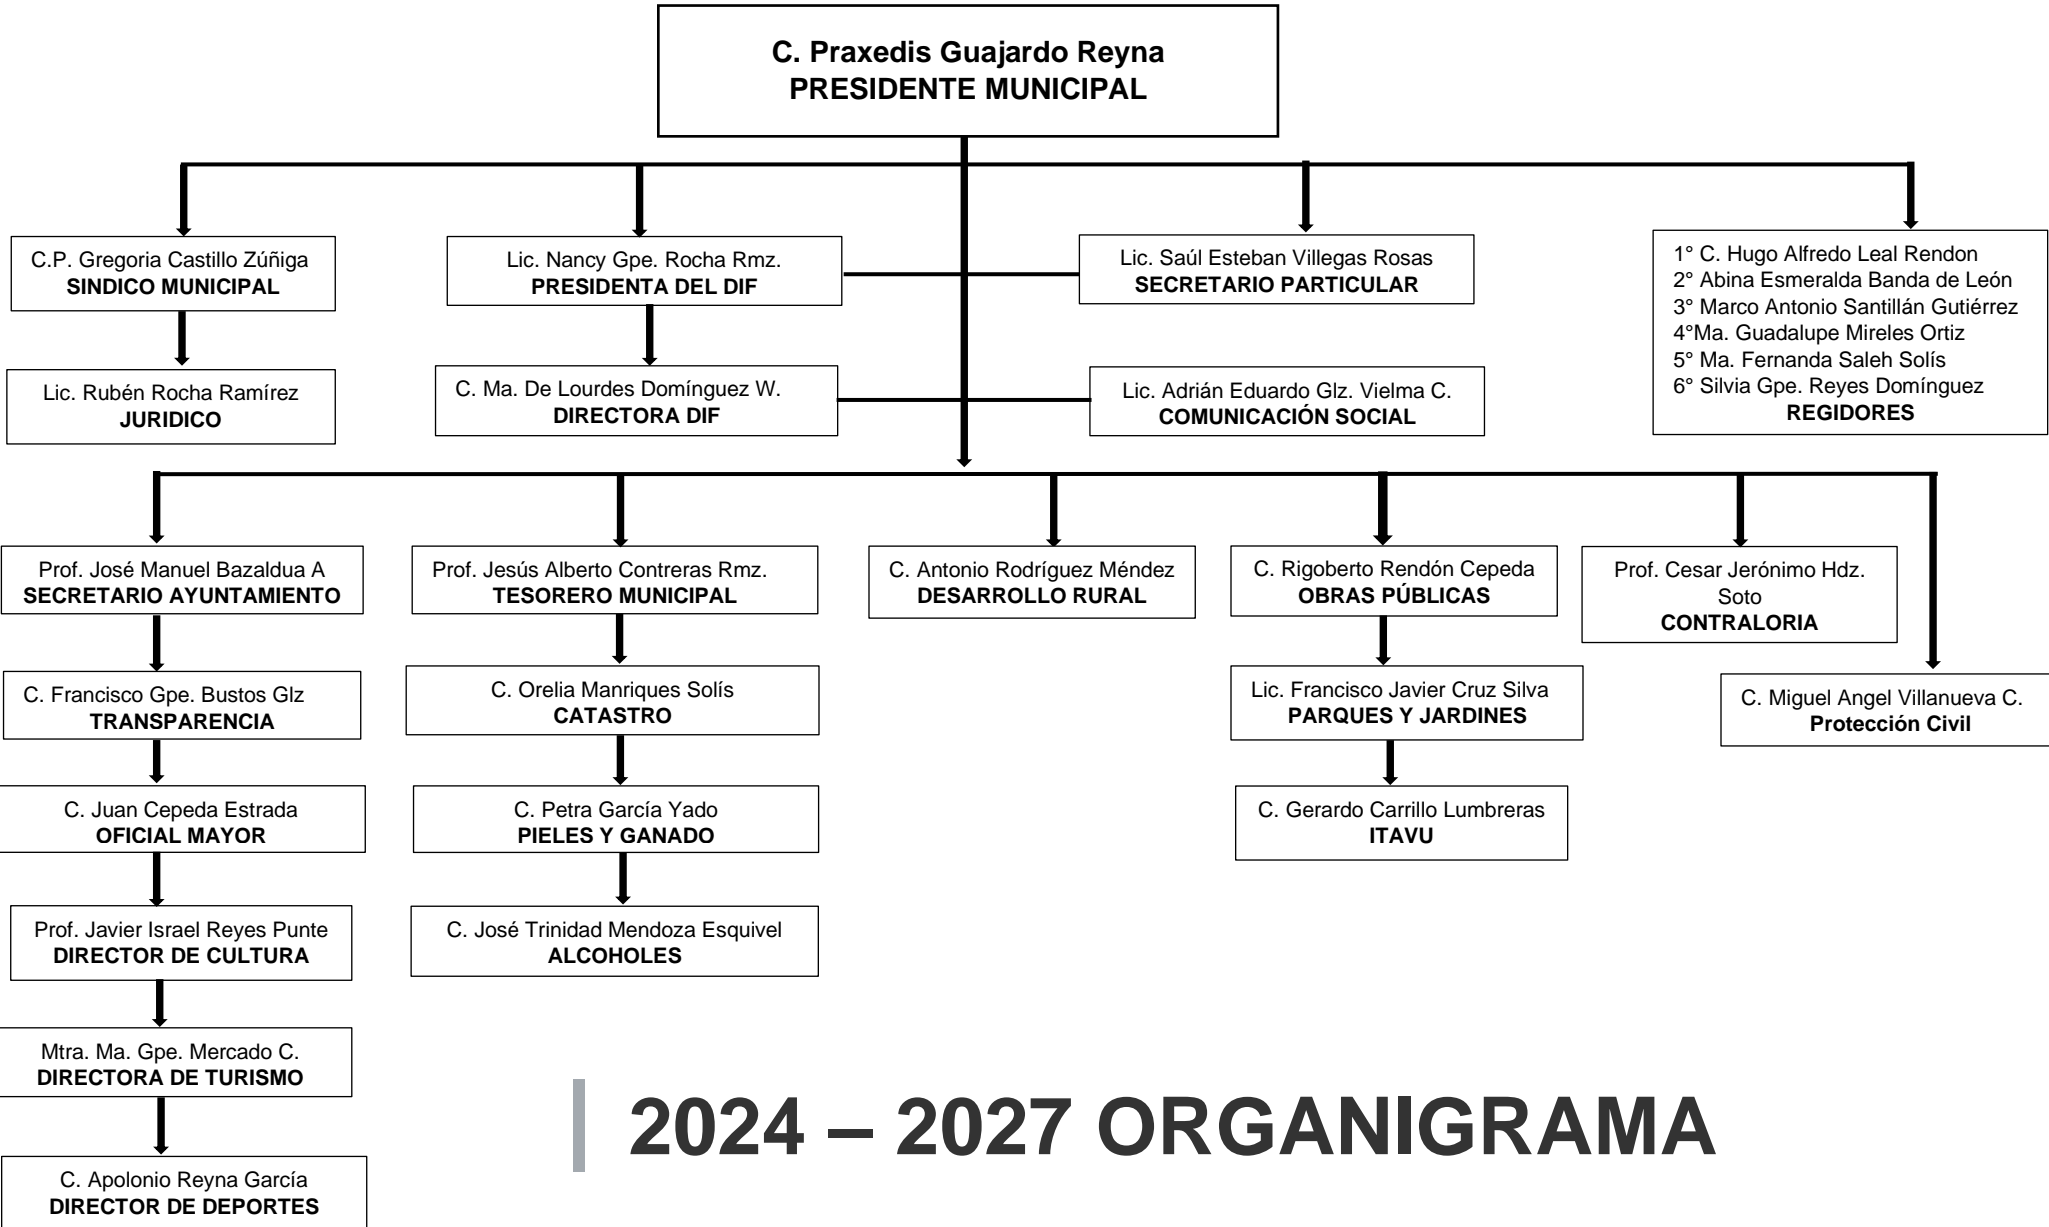 C. Praxedis Guajardo Reyna
PRESIDENTE MUNICIPAL
C.P. Gregoria Castillo Zúñiga
SINDICO MUNICIPAL
Lic. Nancy Gpe. Rocha Rmz.
PRESIDENTA DEL DIF
Lic. Saúl Esteban Villegas Rosas
SECRETARIO PARTICULAR
1° C. Hugo Alfredo Leal Rendon
2° Abina Esmeralda Banda de León
3° Marco Antonio Santillán Gutiérrez
4°Ma. Guadalupe Mireles Ortiz
5° Ma. Fernanda Saleh Solís
6° Silvia Gpe. Reyes Domínguez
REGIDORES
Lic. Rubén Rocha Ramírez
JURIDICO
C. Ma. De Lourdes Domínguez W.
DIRECTORA DIF
Lic. Adrián Eduardo Glz. Vielma C.
COMUNICACIÓN SOCIAL
Prof. José Manuel Bazaldua A
SECRETARIO AYUNTAMIENTO
Prof. Jesús Alberto Contreras Rmz.
TESORERO MUNICIPAL
C. Antonio Rodríguez Méndez
DESARROLLO RURAL
C. Rigoberto Rendón Cepeda
OBRAS PÚBLICAS
Prof. Cesar Jerónimo Hdz.
Soto
CONTRALORIA
C. Francisco Gpe. Bustos Glz
TRANSPARENCIA
C. Orelia Manriques Solís
CATASTRO
Lic. Francisco Javier Cruz Silva
PARQUES Y JARDINES
C. Miguel Angel Villanueva C.
Protección Civil
C. Juan Cepeda Estrada
OFICIAL MAYOR
C. Petra García Yado
PIELES Y GANADO
C. Gerardo Carrillo Lumbreras
ITAVU
Prof. Javier Israel Reyes Punte
DIRECTOR DE CULTURA
C. José Trinidad Mendoza Esquivel
ALCOHOLES
Mtra. Ma. Gpe. Mercado C.
DIRECTORA DE TURISMO
C. Apolonio Reyna García
DIRECTOR DE DEPORTES
2024 – 2027 ORGANIGRAMA